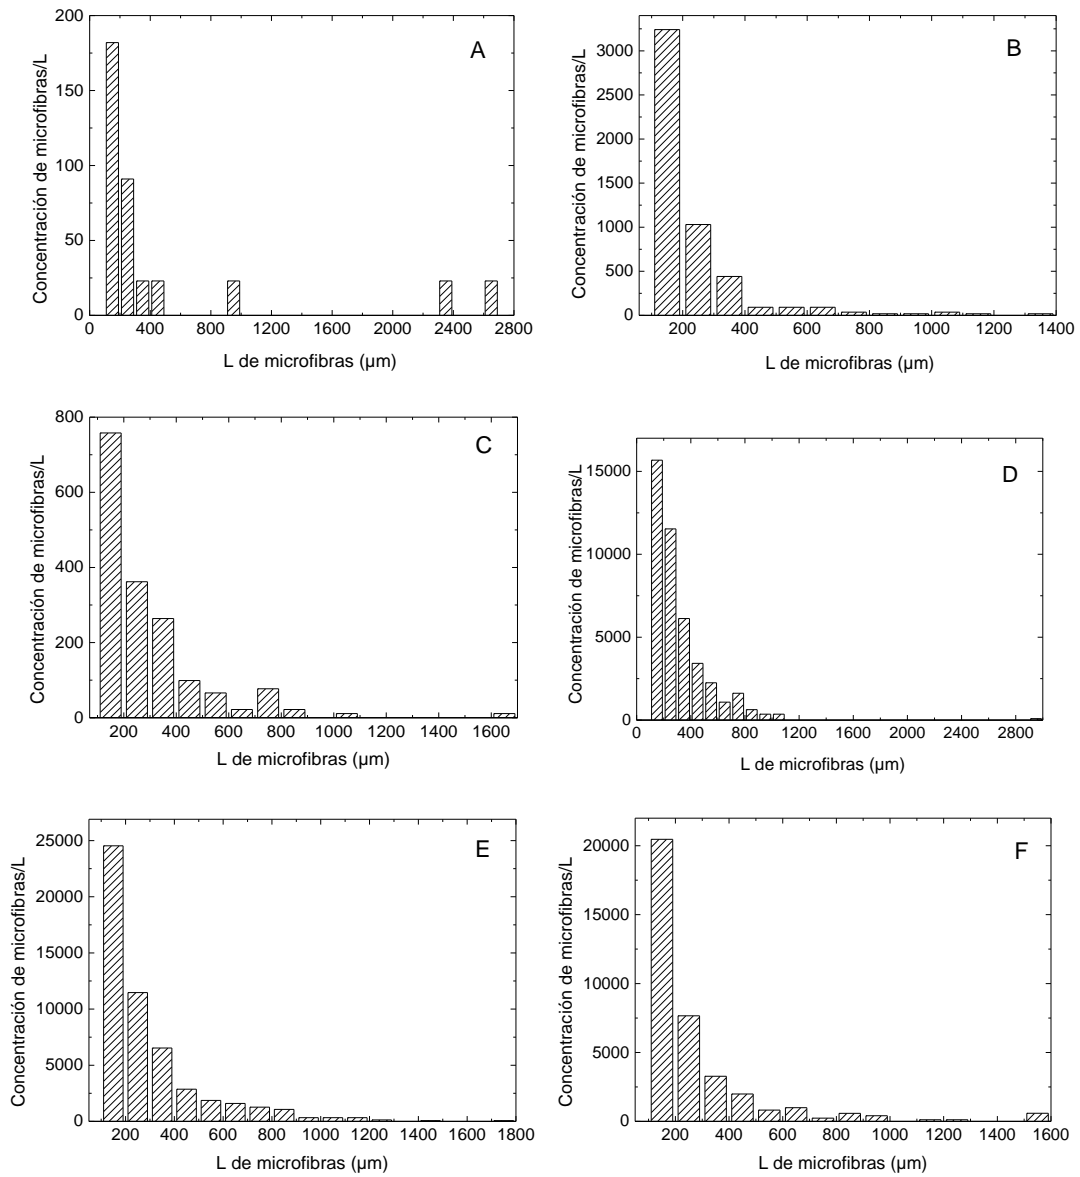 200
150
100
50
0
Concentración de microfibras/L
A
0 400 800 1200 1600 2000 2400 2800
L de microfibras (µm)
3000
2500
2000
1500
1000
500
0
Concentración de microfibras/L
B
200 400 600 800 1000 1200 1400
L de microfibras (µm)
800
600
400
200
0
Concentración de microfibras/L
C
200 400 600 800 1000 1200 1400 1600
L de microfibras (µm)
15000
10000
5000
0
Concentración de microfibras/L
D
0 400 800 1200 1600 2000 2400 2800
L de microfibras (µm)
25000
20000
15000
10000
5000
0
Concentración de microfibras/L
E
200 400 600 800 1000 1200 1400 1600 1800
L de microfibras (µm)
20000
15000
10000
5000
0
Concentración de microfibras/L
F
200 400 600 800 1000 1200 1400 1600
L de microfibras (µm)